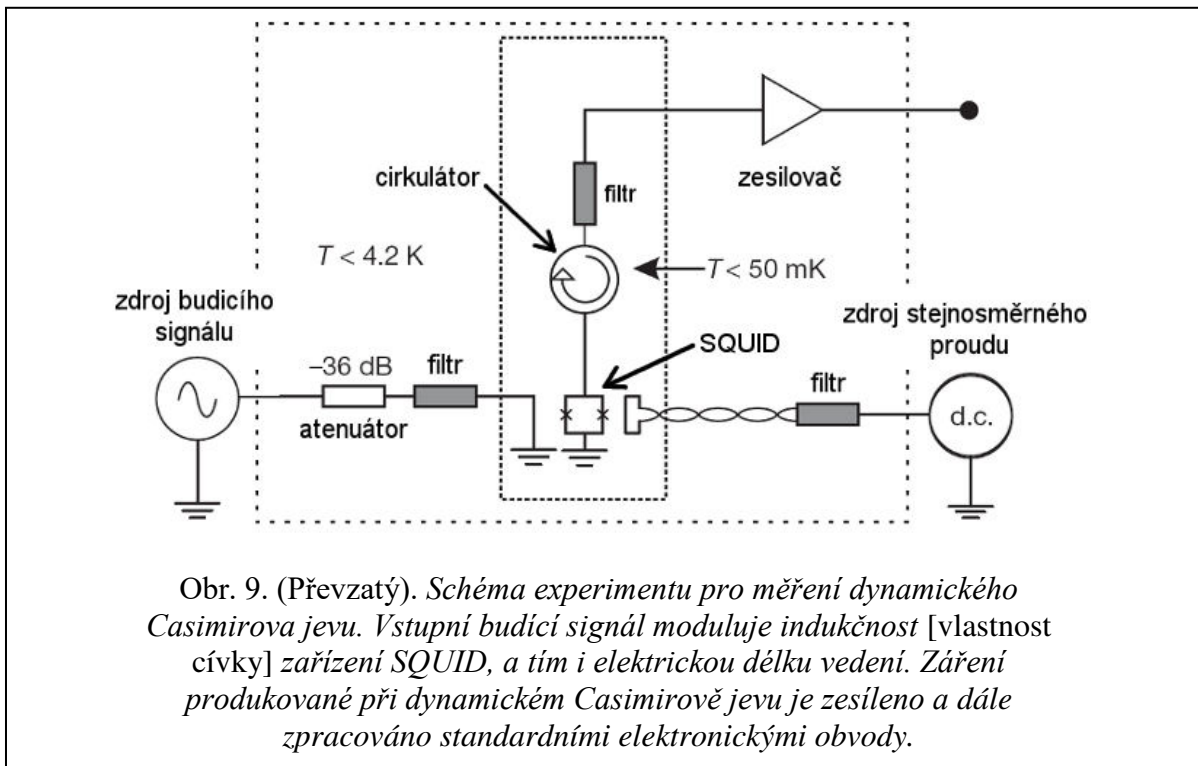 cirkulátor
filtr
zesilovač
T < 4.2 K
T < 50 mK
zdroj budicího
signálu
zdroj stejnosměrného
proudu
SQUID
–36 dB
filtr
filtr
atenuátor
d.c.
Obr. 9. (Převzatý). Schéma experimentu pro měření dynamického
Casimirova jevu. Vstupní budící signál moduluje indukčnost [vlastnost
cívky] zařízení SQUID, a tím i elektrickou délku vedení. Záření
produkované při dynamickém Casimirově jevu je zesíleno a dále
zpracováno standardními elektronickými obvody.